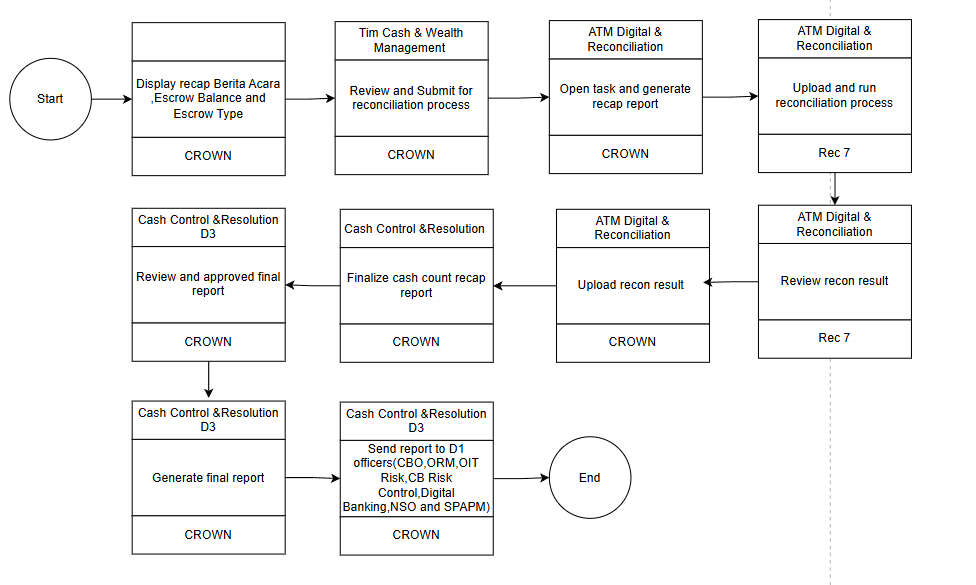 Start
Display recap Berita Acara
,Escrow Balance and
Escrow Type
CROWN
Tim Cash & Wealth
Management
Review and Submit for
reconciliation process
CROWN
ATM Digital &
Reconciliation
Open task and generate
recap report
CROWN
ATM Digital &
Reconciliation
Upload and run
reconciliation process
Rec 7
ATM Digital &
Reconciliation
Review recon result
Rec 7
ATM Digital &
Reconciliation
Upload recon result
CROWN
Cash Control &Resolution
Finalize cash count recap
report
CROWN
Cash Control &Resolution
D3
Review and approved final
report
CROWN
Cash Control &Resolution
D3
Generate final report
CROWN
Cash Control &Resolution
D3
Send report to D1
officers(CBO,ORM,OIT
Risk,CB Risk
Control,Digital
Banking,NSO and SPAPM)
CROWN
End